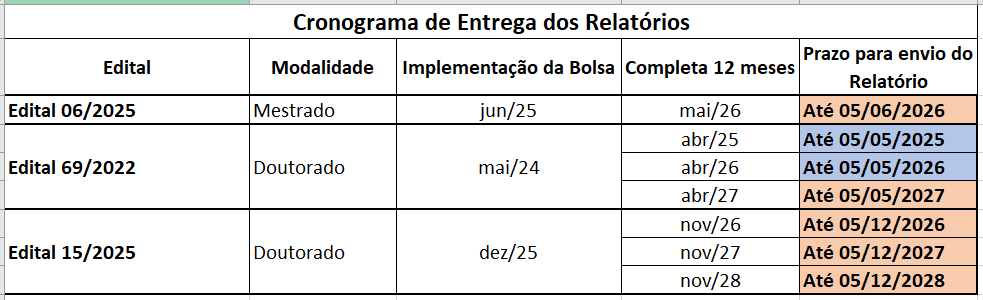 Cronograma de Entrega dos Relatórios
Edital Modalidade Implementação da Bolsa Completa 12 meses Prazo para envio do
Relatório
Edital 06/2025 Mestrado jun/25 mai/26 Até 05/06/2026
abr/25 Até 05/05/2025
Edital 69/2022 Doutorado mai/24 abr/26 Até 05/05/2026
abr/27 Até 05/05/2027
nov/26 Até 05/12/2026
Edital 15/2025 Doutorado dez/25 nov/27 Até 05/12/2027
nov/28 Até 05/12/2028